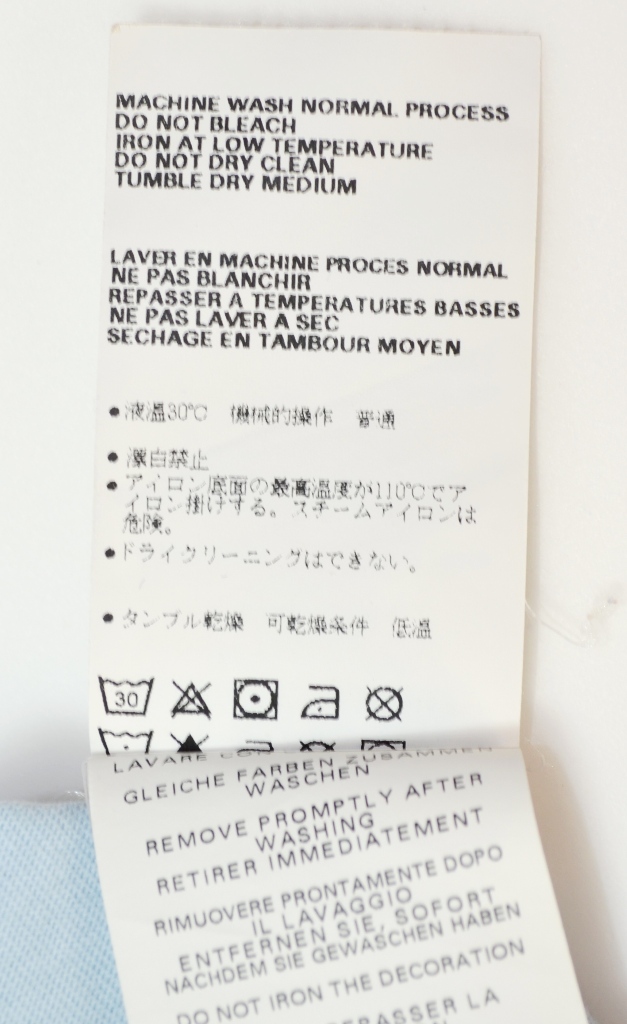 MACHINE WASH NORMAL PROCESS
DO NOT BLEACH
IRON AT LOW TEMPERATURE
DO NOT DRY CLEAN
TUMBLE DRY MEDIUM
LAVER EN MACHINE PROCES NORMAL
NE PAS BLANCHIR
REPASSER A TEMPERATURES BASSES
NE PAS LAVER A SEC
SECHAGE EN TAMBOUR MOYEN
●液温30℃ 機械的操作 普通
●漂白禁止
●アイロン底面の最高温度が110℃でア
イロン掛けする。スチームアイロンは
危険。
●ドライクリーニングはできない。
●タンブル乾燥 可乾燥条件 低温
30
LAVARE
GLEICHE FARBEN ZUSAMMEN
WASCHEN
REMOVE PROMPTLY AFTER
WASHING
RETIRER IMMEDIATEMENT
RIMUOVERE PRONTAMENTE DOPO
IL LAVAGGIO
ENTFERNEN SIE, SOFORT
NACHDEM SIE GEWASCHEN HABEN
DO NOT IRON THE DECORATION
REPASSER LA